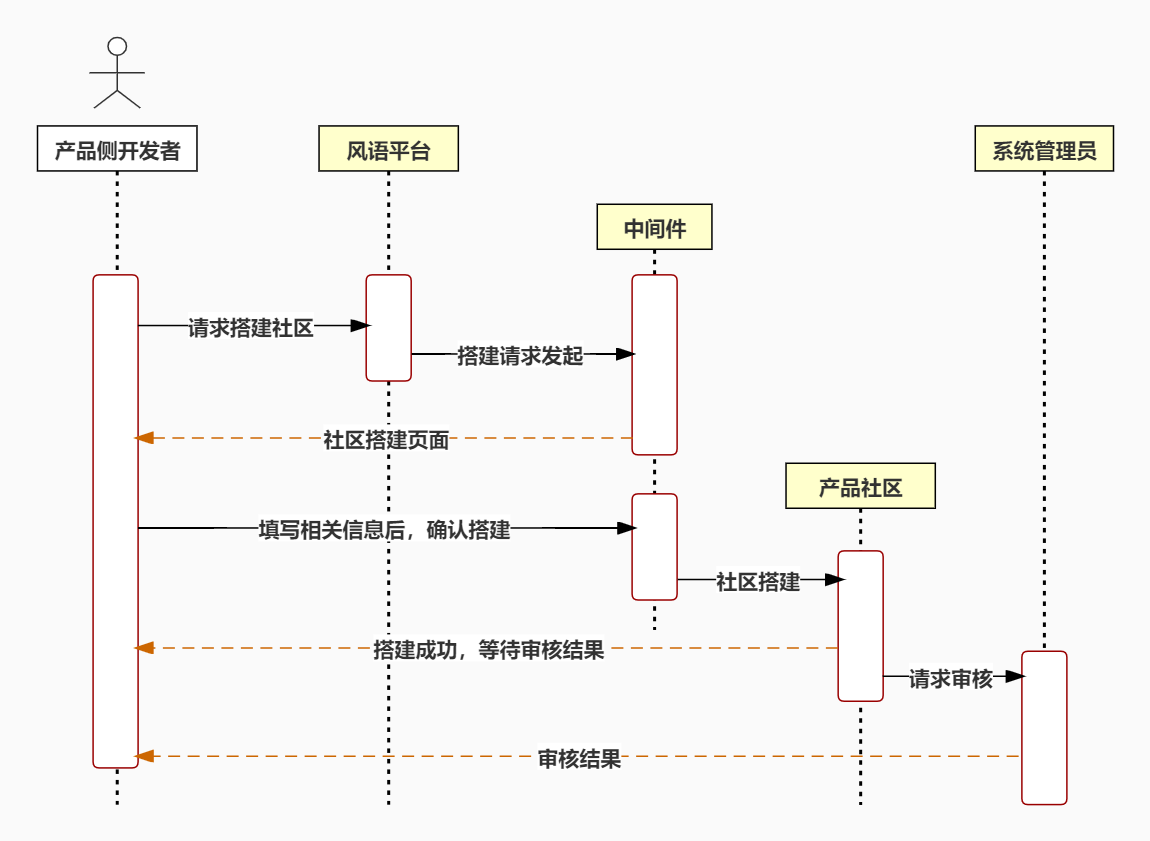 产品侧开发者
风语平台
系统管理员
中间件
请求搭建社区
搭建请求发起
社区搭建页面
产品社区
填写相关信息后，确认搭建
社区搭建
搭建成功，等待审核结果
请求审核
审核结果